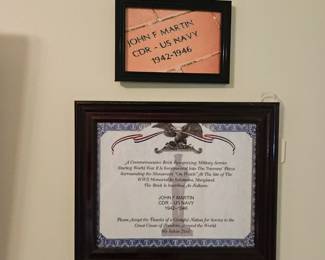 JOHN F MARTIN
CDR - US NAVY
1942-1946
A Commemorative Brick Recognizing Military Service
During World War II Is Incorporated Into The Veterans' Plaza
Surrounding the Monument "On Watch" At The Site of The
WWII Memorial in Solomons, Maryland.
The Brick is Inscribed As Follows:
JOHN F MARTIN
CDR - US NAVY
1942-1946
Please Accept the Thanks of a Grateful Nation for Service to the
Great Cause of Freedom Around the World